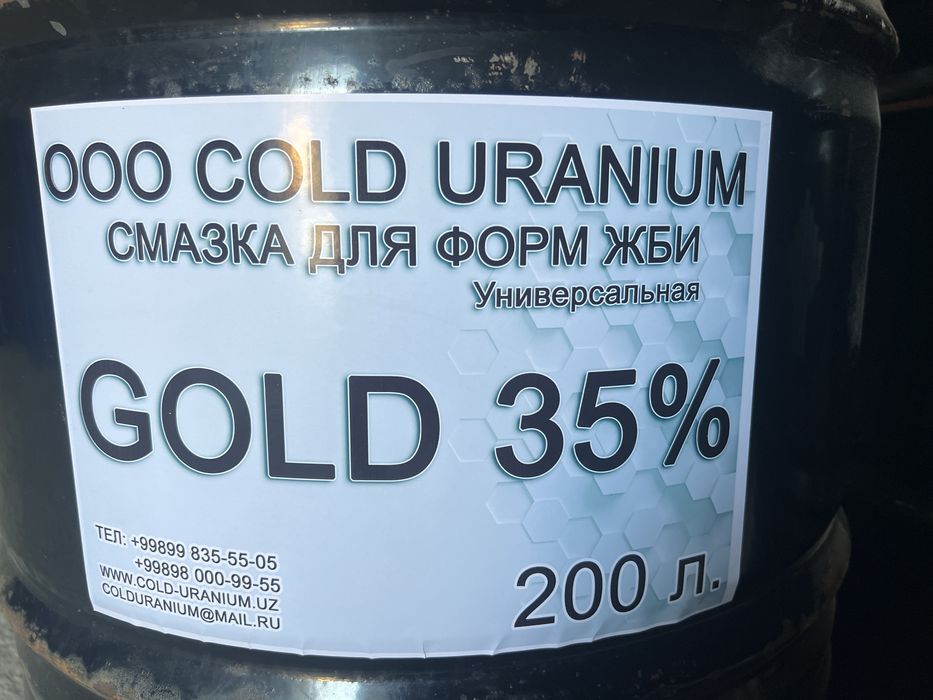 ООО COLD URANIUM
СМАЗКА ДЛЯ ФОРМ ЖБИ
Универсальная
GOLD 35%
ТЕЛ: +99899 835-55-05
+99898 000-99-55
WWW.COLD-URANIUM.UZ
COLDURANIUM@MAIL.RU
200 Л.